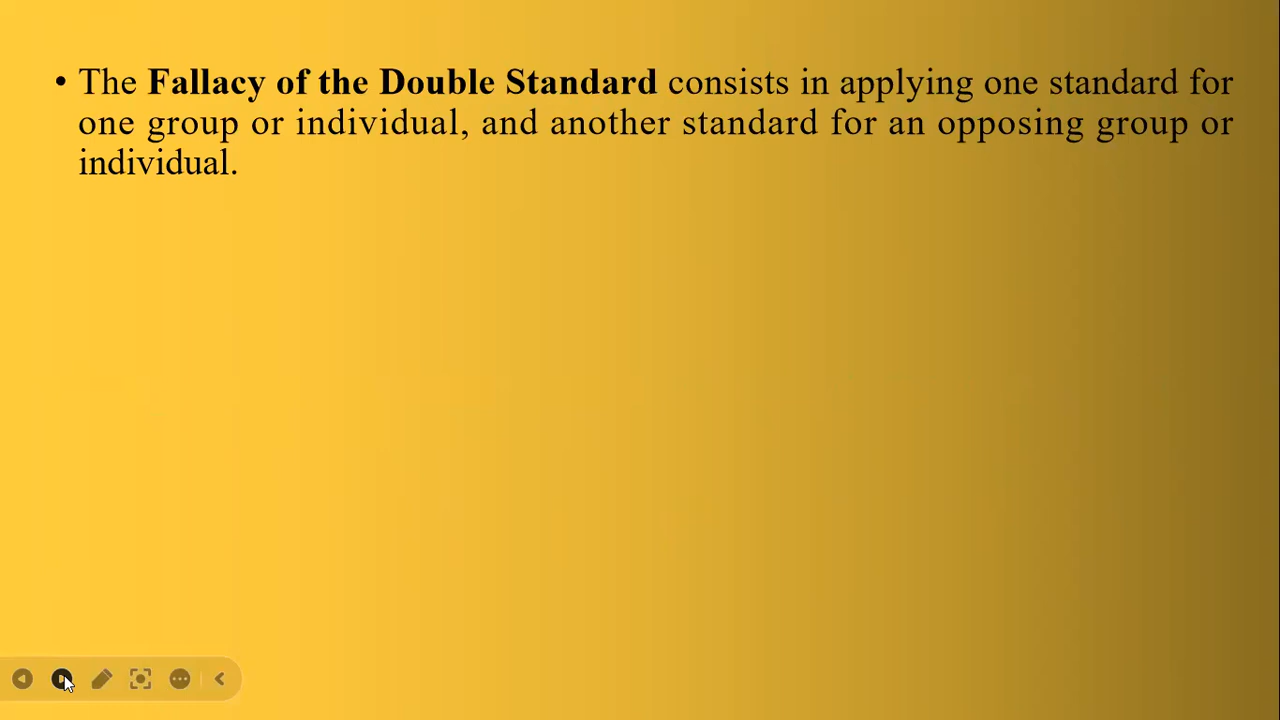 • The Fallacy of the Double Standard consists in applying one standard for
one group or individual, and another standard for an opposing group or
individual.